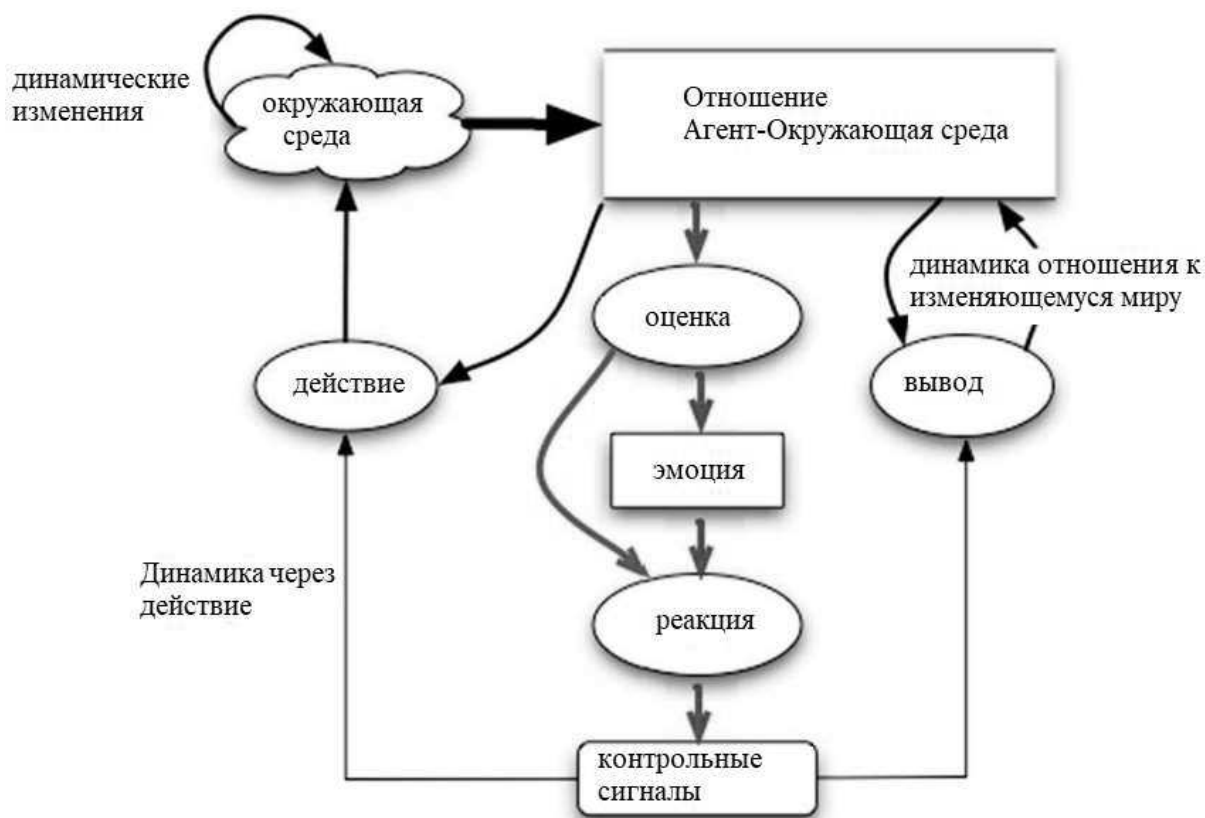 динамические
изменения
окружающая
среда
Отношение
Агент-Окружающая среда
динамика отношения к
изменяющемуся миру
оценка
действие
вывод
эмоция
Динамика через
действие
реакция
контрольные
сигналы